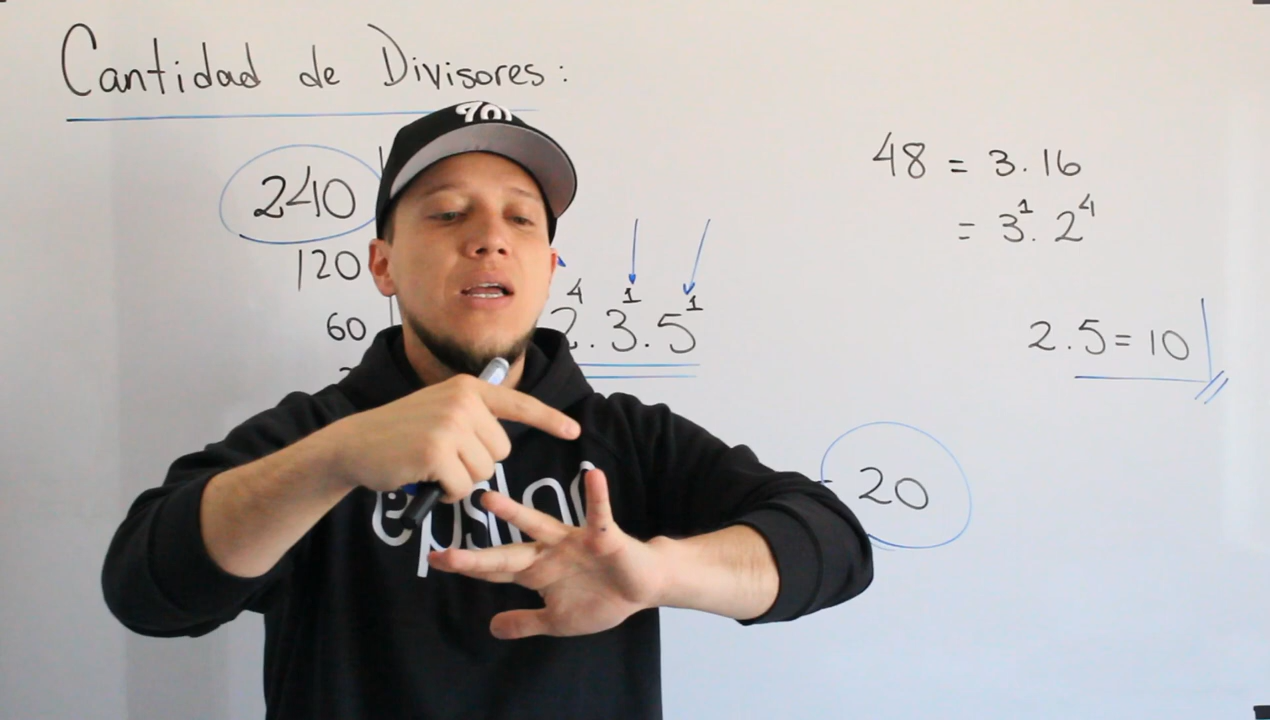 Cantidad de Divisores:
240
120
60
2⁴.3¹.5¹
48 = 3.16
= 3¹.2⁴
2.5=10
20
epsilon